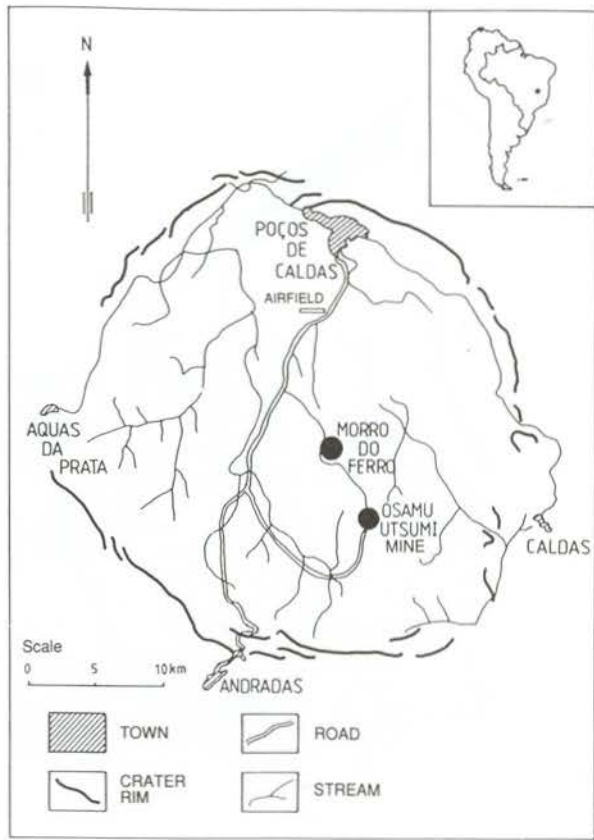 N
POÇOS
DE
CALDAS
AIRFIELD
AQUAS
DA
PRATA
MORRO
DO
FERRO
OSAMU
UTSUMI
MINE
CALDAS
Scale
0 5 10km
ANDRADAS
TOWN
ROAD
CRATER
RIM
STREAM